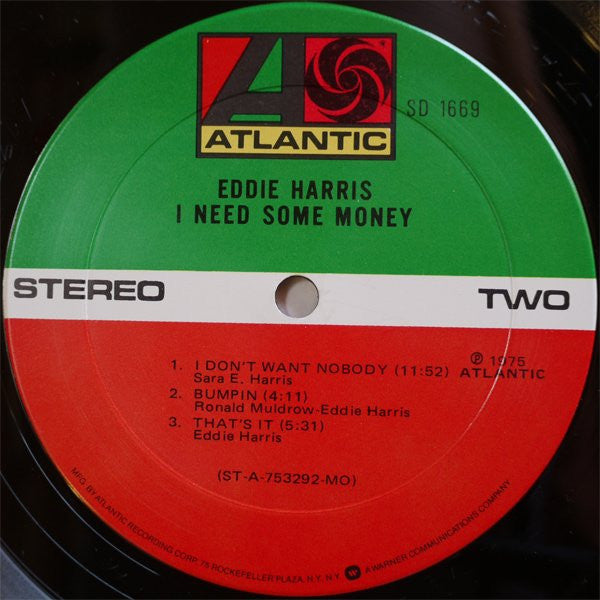 ATLANTIC
SD 1669
EDDIE HARRIS
I NEED SOME MONEY
STEREO
TWO
1. I DON'T WANT NOBODY (11:52)
Sara E. Harris
2. BUMPIN (4:11)
Ronald Muldrow-Eddie Harris
3. THAT'S IT (5:31)
Eddie Harris
℗ 1975
ATLANTIC
(ST-A-753292-MO)
MFG. BY ATLANTIC RECORDING CORP. 75 ROCKEFELLER PLAZA, N.Y. N.Y. A WARNER COMMUNICATIONS COMPANY